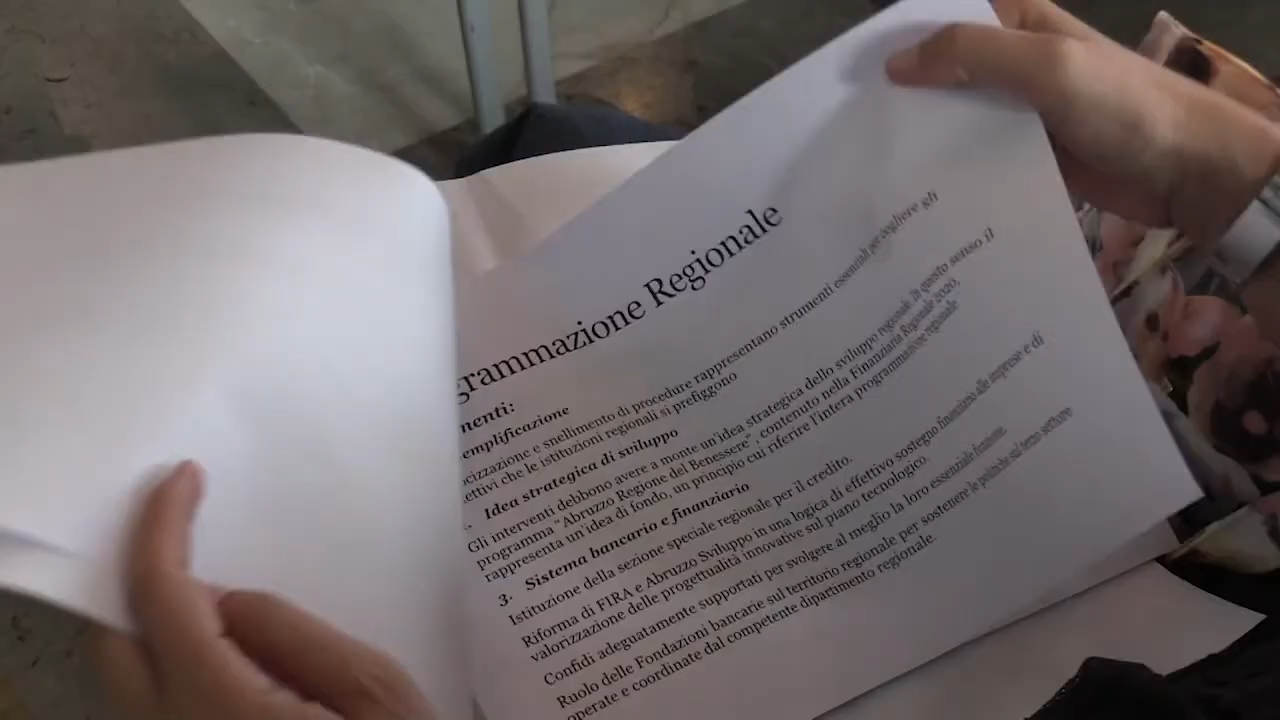 grammazione Regionale
nenti:
emplificazione
cizzazione e snellimento di procedure rappresentano strumenti essenziali per cogliere gli
ettivi che le istituzioni regionali si prefiggono
. Idea strategica di sviluppo
Gli interventi debbono avere a monte un'idea strategica dello sviluppo regionale. In questo senso il
programma "Abruzzo Regione del Benessere", contenuto nella Finanziaria Regionale 2020,
rappresenta un'idea di fondo, un principio cui riferire l'intera programmazione regionale
3. Sistema bancario e finanziario
Istituzione della sezione speciale regionale per il credito.
Riforma di FIRA e Abruzzo Sviluppo in una logica di effettivo sostegno finanziario alle imprese e di
valorizzazione delle progettualità innovative sul piano tecnologico.
Confidi adeguatamente supportati per svolgere al meglio la loro essenziale funzione.
Ruolo delle Fondazioni bancarie sul territorio regionale per sostenere le politiche sul terzo settore
operate e coordinate dal competente dipartimento regionale.